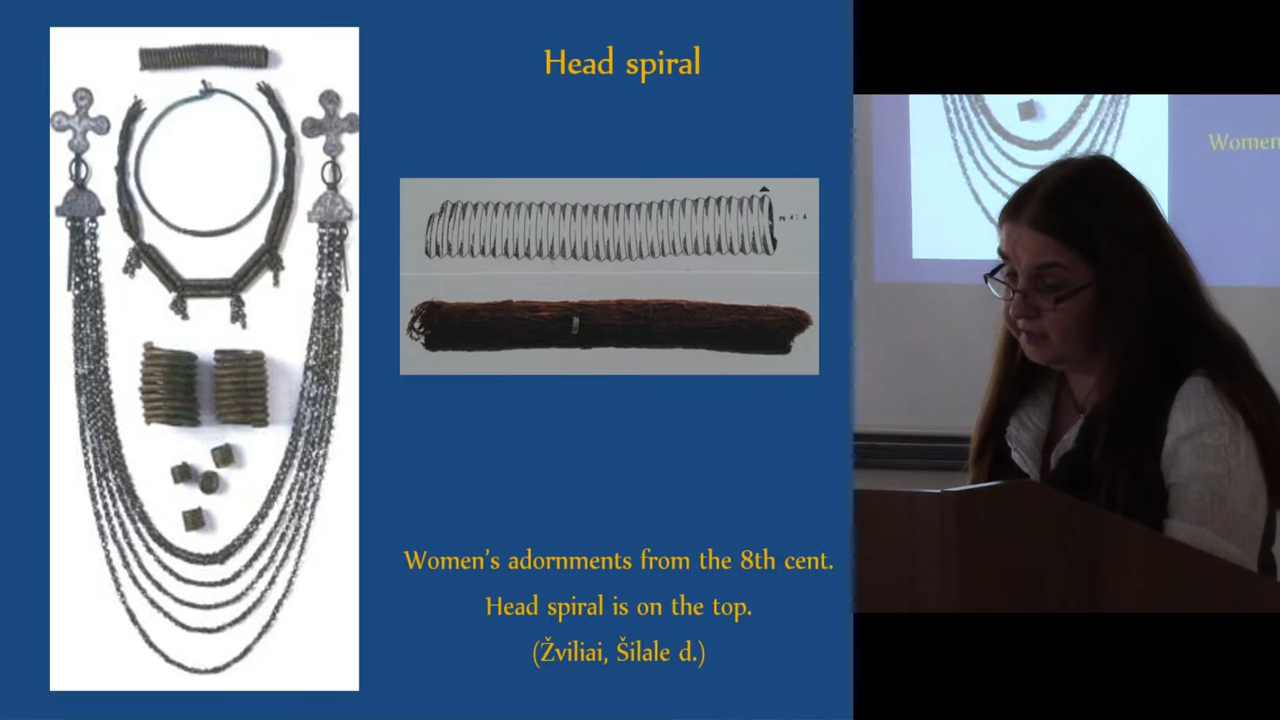 Head spiral
Women's adornments from the 8th cent.
Head spiral is on the top.
(Žviliai, Šilale d.)
Women